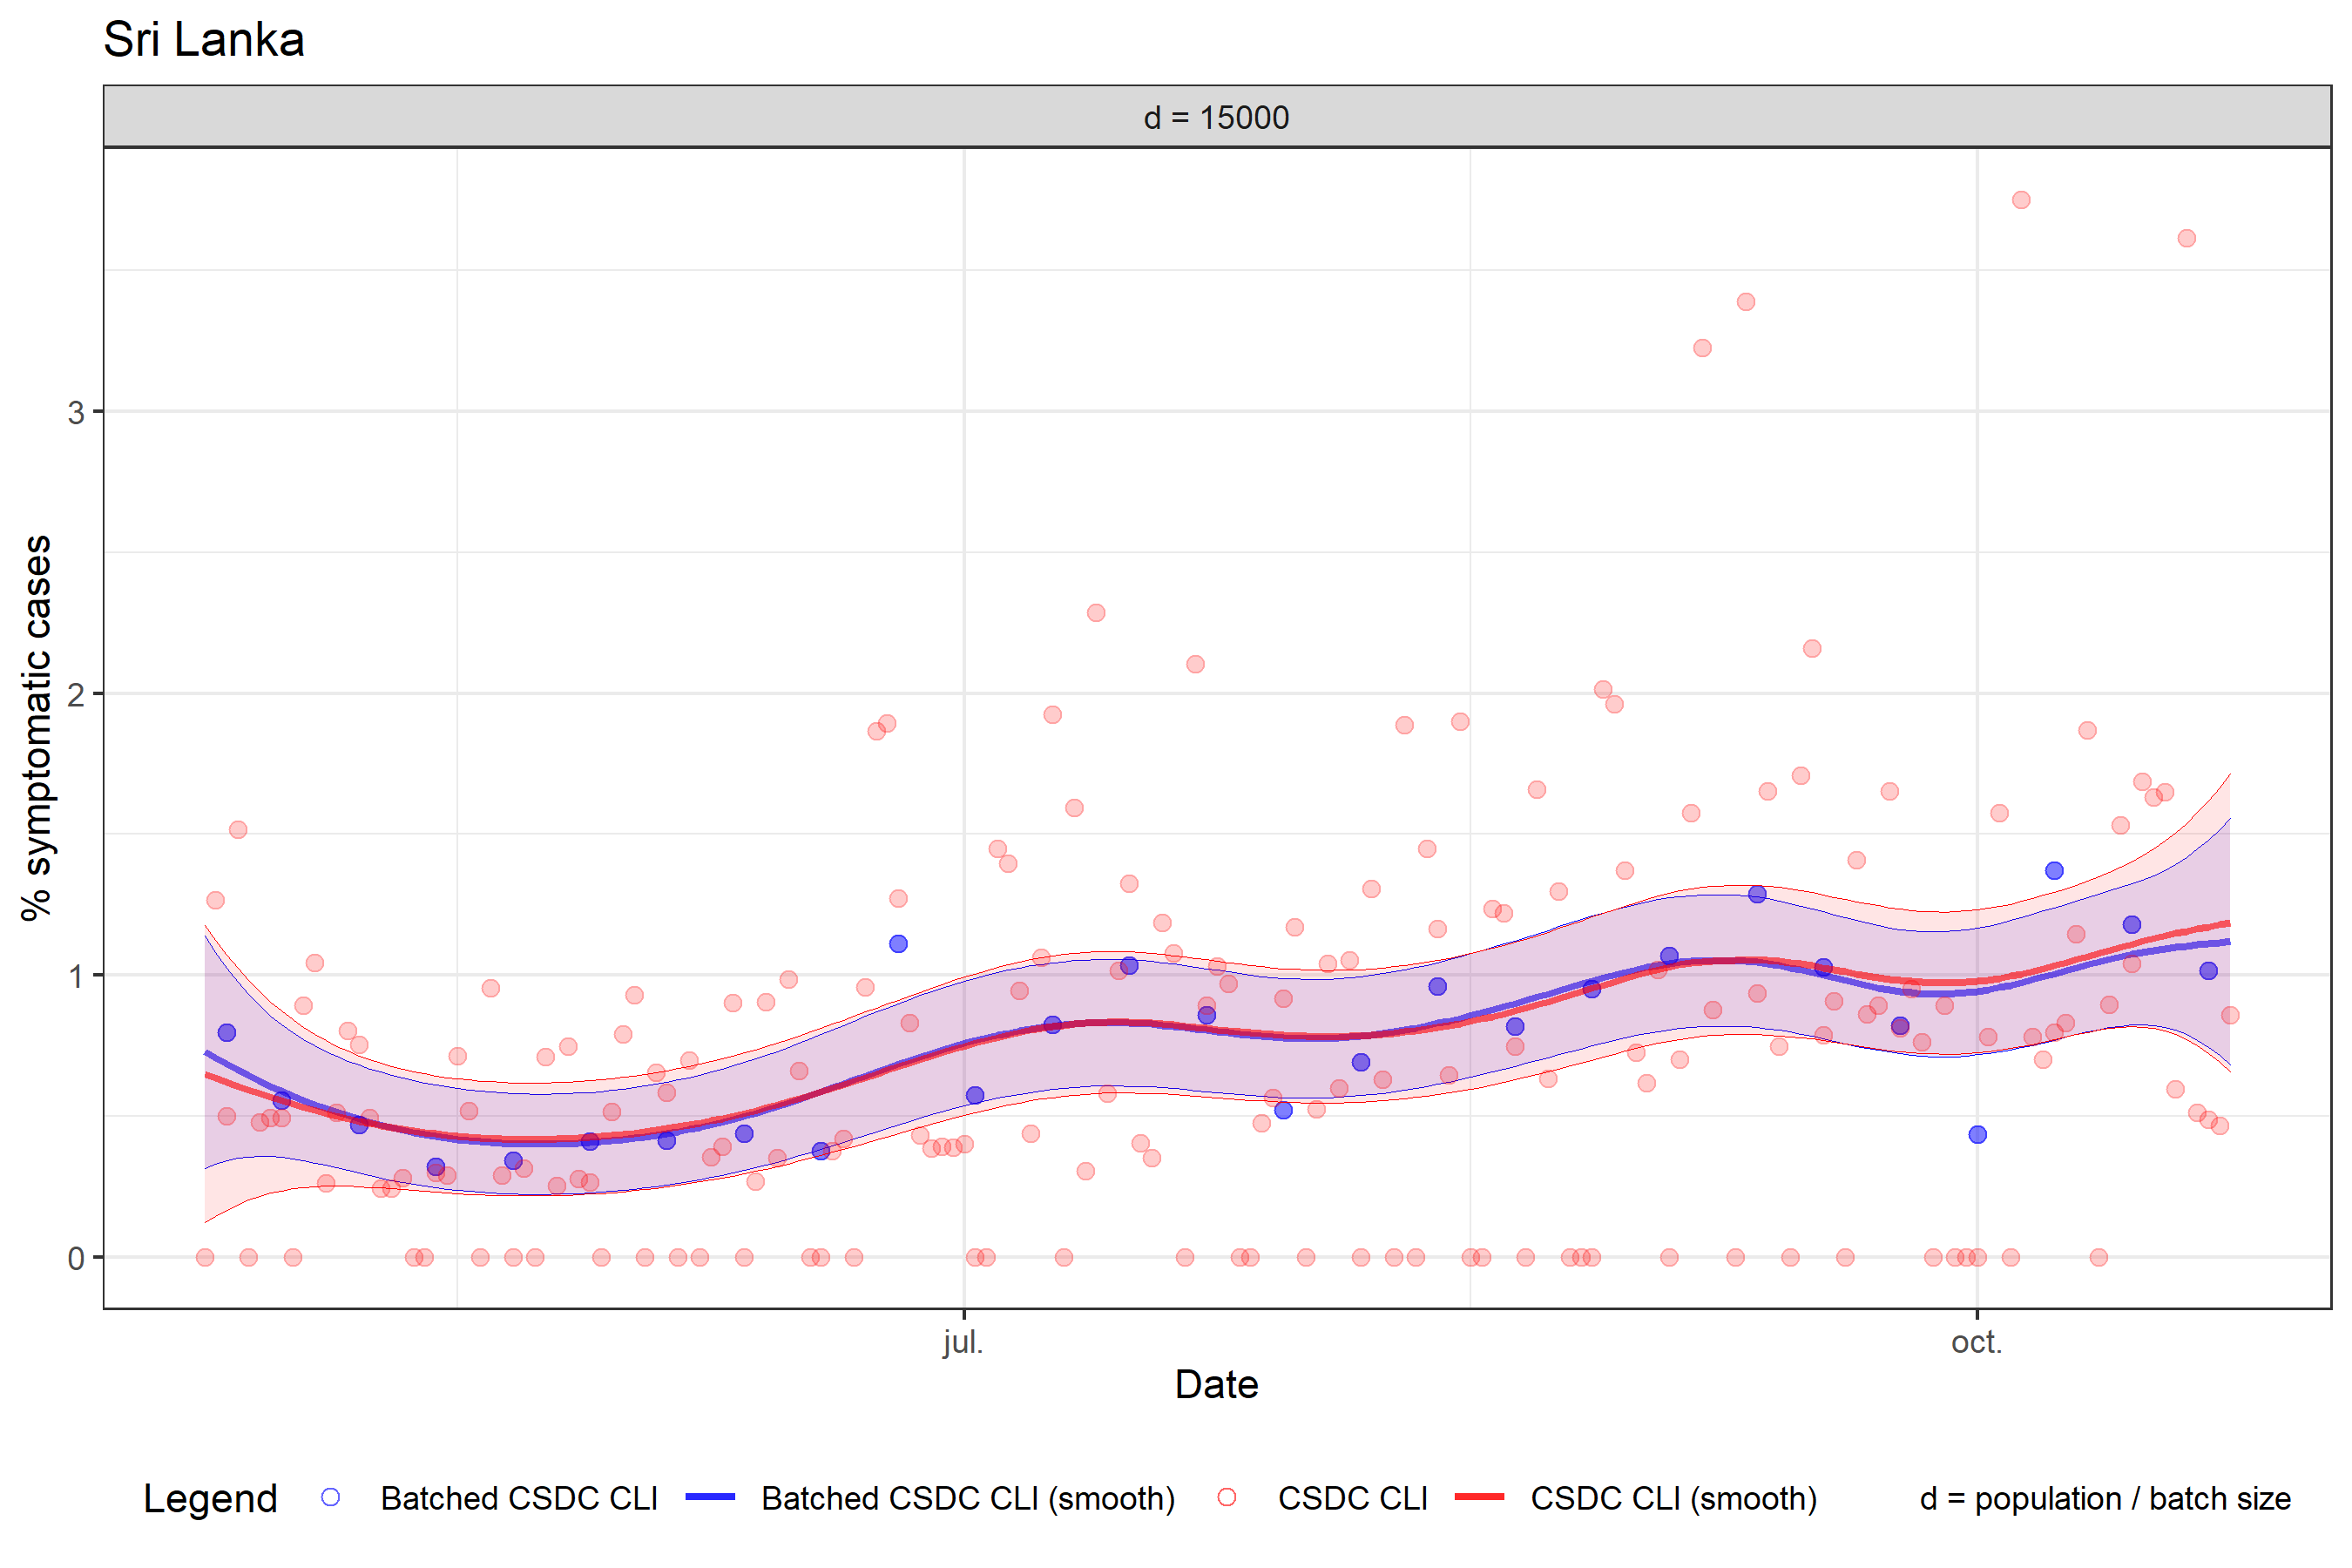 Sri Lanka
d = 15000
% symptomatic cases
3
2
1
0
jul.
oct.
Date
Legend
Batched CSDC CLI
Batched CSDC CLI (smooth)
CSDC CLI
CSDC CLI (smooth)
d = population / batch size